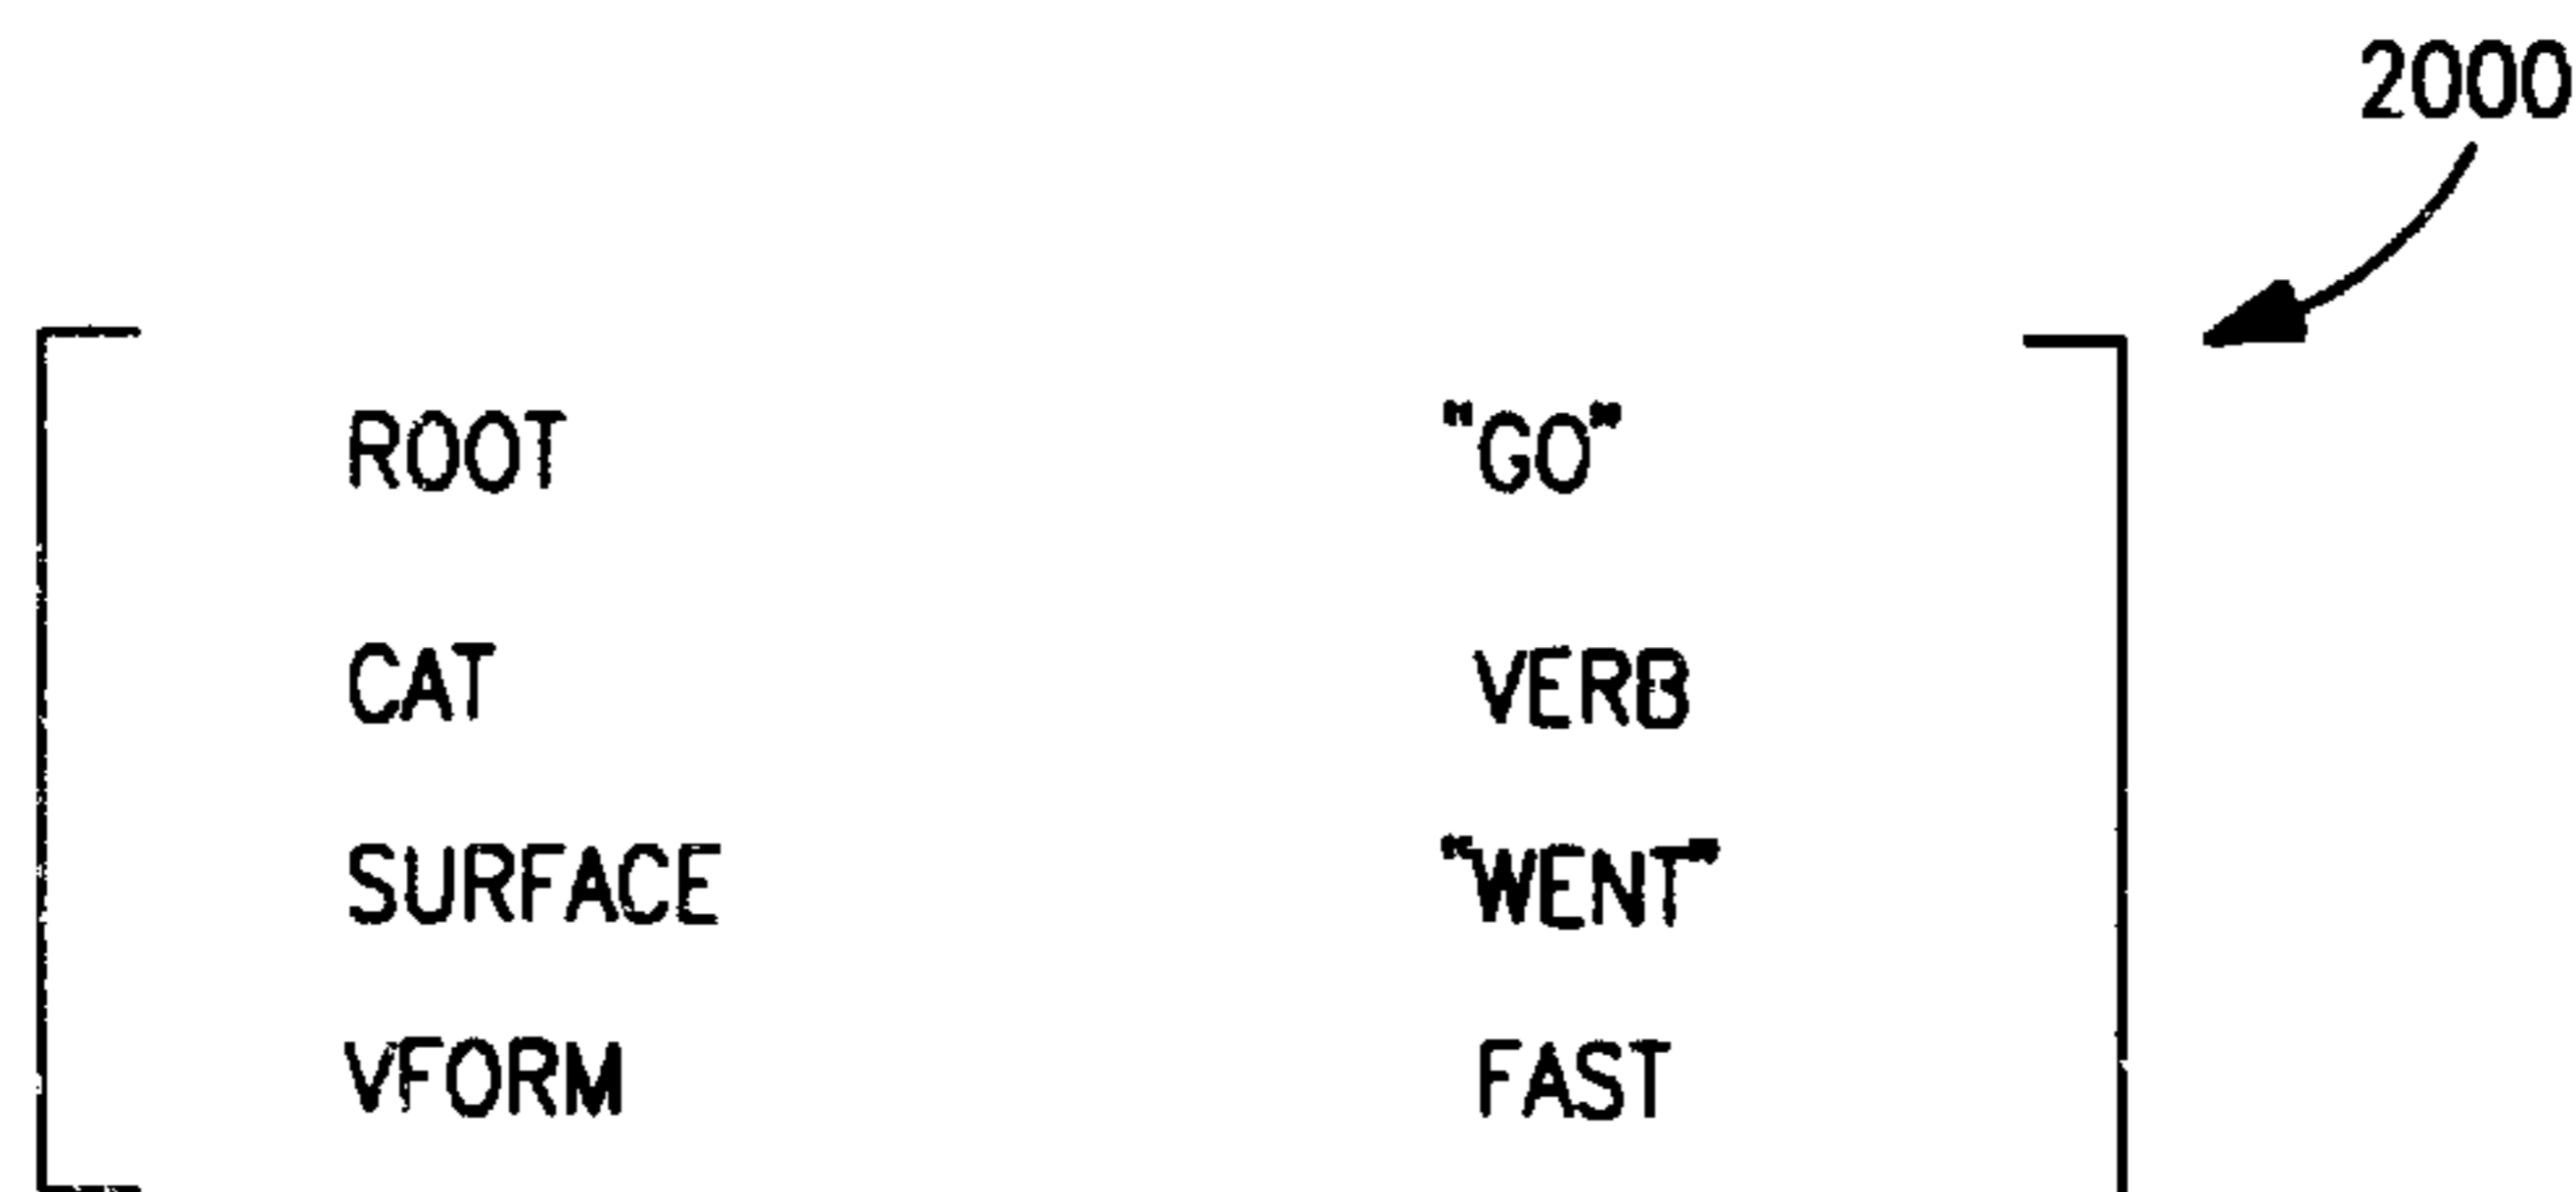 2000
ROOT "GO"
CAT VERB
SURFACE "WENT"
VFORM FAST